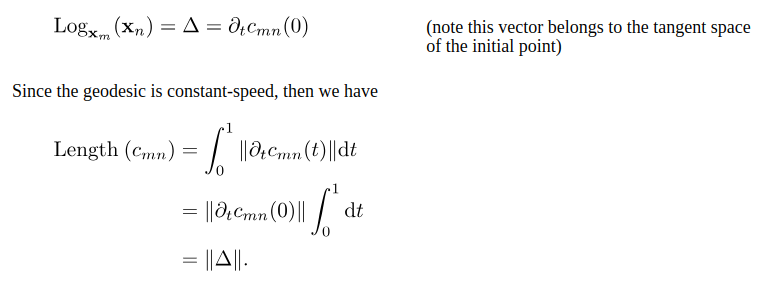 Log_{𝐱_m}(𝐱_n) = Δ = ∂_t c_{mn}(0) (note this vector belongs to the tangent space
of the initial point)
Since the geodesic is constant-speed, then we have
Length (c_{mn}) = ∫_0^1 ‖∂_t c_{mn}(t)‖dt
= ‖∂_t c_{mn}(0)‖ ∫_0^1 dt
= ‖Δ‖.